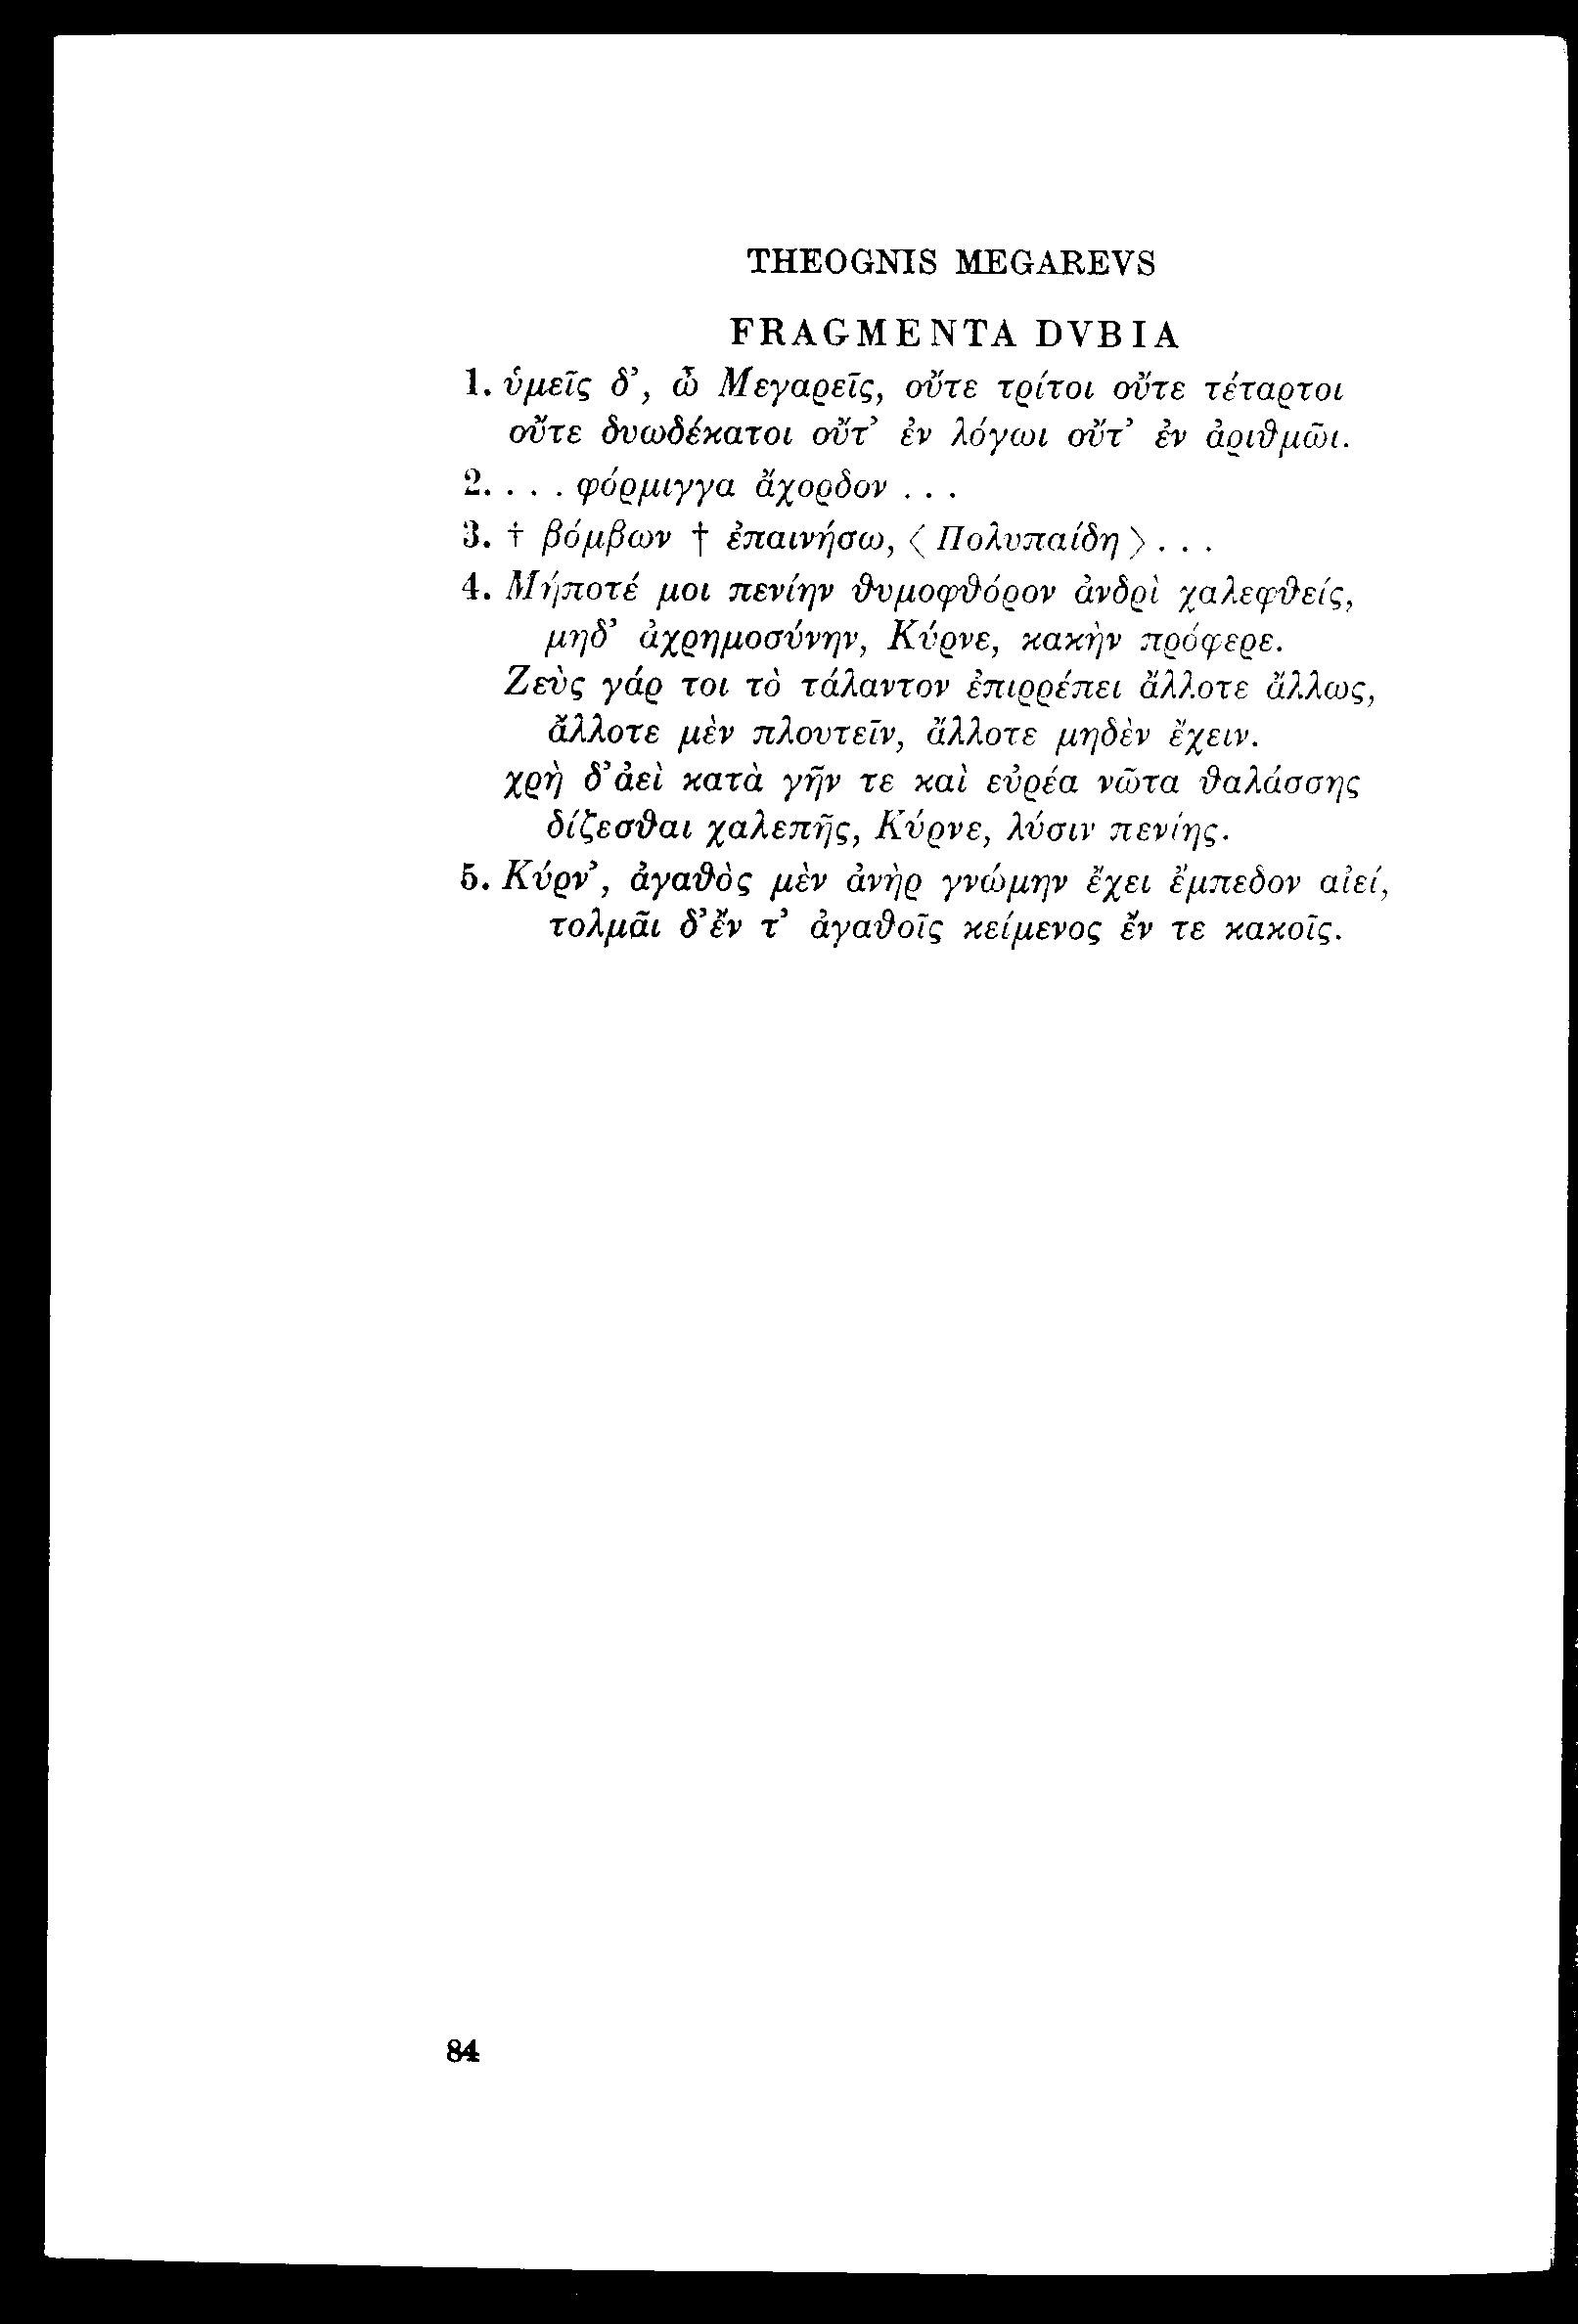 THEOGNIS MEGAREVS
FRAGMENTA DVBIA
1. ὑμεῖς δ’, ὦ Μεγαρεῖς, οὔτε τρίτοι οὔτε τέταρτοι
οὔτε δυωδέκατοι οὔτ’ ἐν λόγωι οὔτ’ ἐν ἀριθμῶι.
2. . . . φόρμιγγα ἄχορδον . . .
3. † βόμβων † ἐπαινήσω, ⟨Πολυπαίδη⟩ . . .
4. Μήποτέ μοι πενίην θυμοφθόρον ἀνδρὶ χαλεφθείς,
μηδ’ ἀχρημοσύνην, Κύρνε, κακὴν πρόφερε.
Ζεὺς γάρ τοι τὸ τάλαντον ἐπιρρέπει ἄλλοτε ἄλλως,
ἄλλοτε μὲν πλουτεῖν, ἄλλοτε μηδὲν ἔχειν.
χρὴ δ’ἀεὶ κατὰ γῆν τε καὶ εὐρέα νῶτα θαλάσσης
δίζεσθαι χαλεπῆς, Κύρνε, λύσιν πενίης.
5. Κύρν’, ἀγαθὸς μὲν ἀνὴρ γνώμην ἔχει ἔμπεδον αἰεί,
τολμᾶι δ’ἔν τ’ ἀγαθοῖς κείμενος ἔν τε κακοῖς.
84